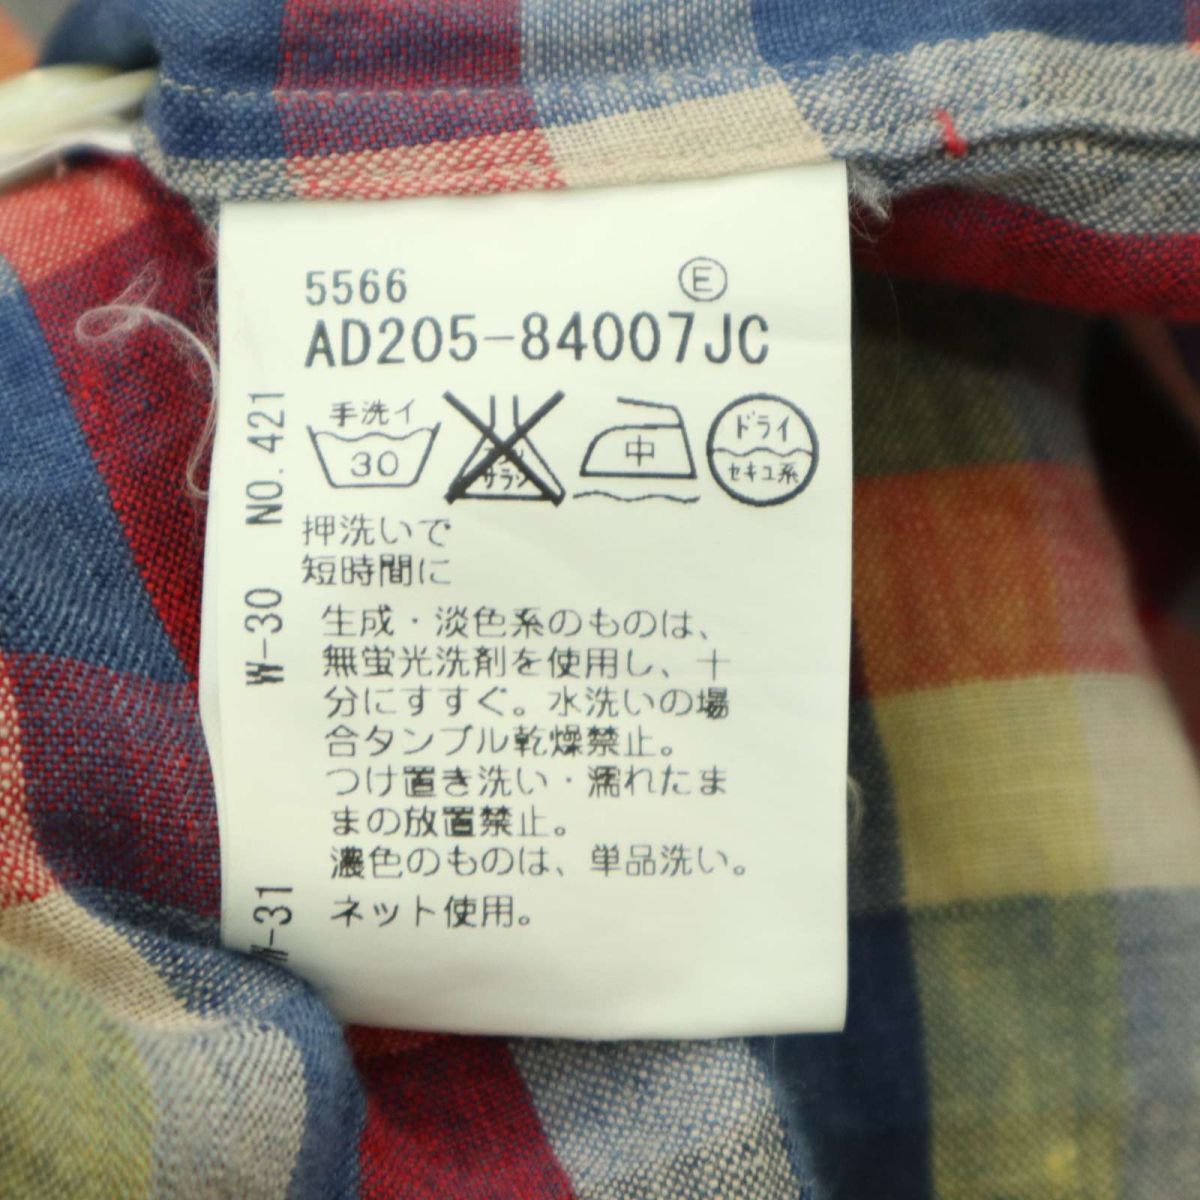 5566 E
AD205-84007JC
手洗イ
30
サラシ
中
ドライ
セキユ系
押洗いで
短時間に
生成・淡色系のものは、
無蛍光洗剤を使用し、十
分にすすぐ。水洗いの場
合タンブル乾燥禁止。
つけ置き洗い・濡れたま
まの放置禁止。
濃色のものは、単品洗い。
ネット使用。
NO.421
W-30
W-31